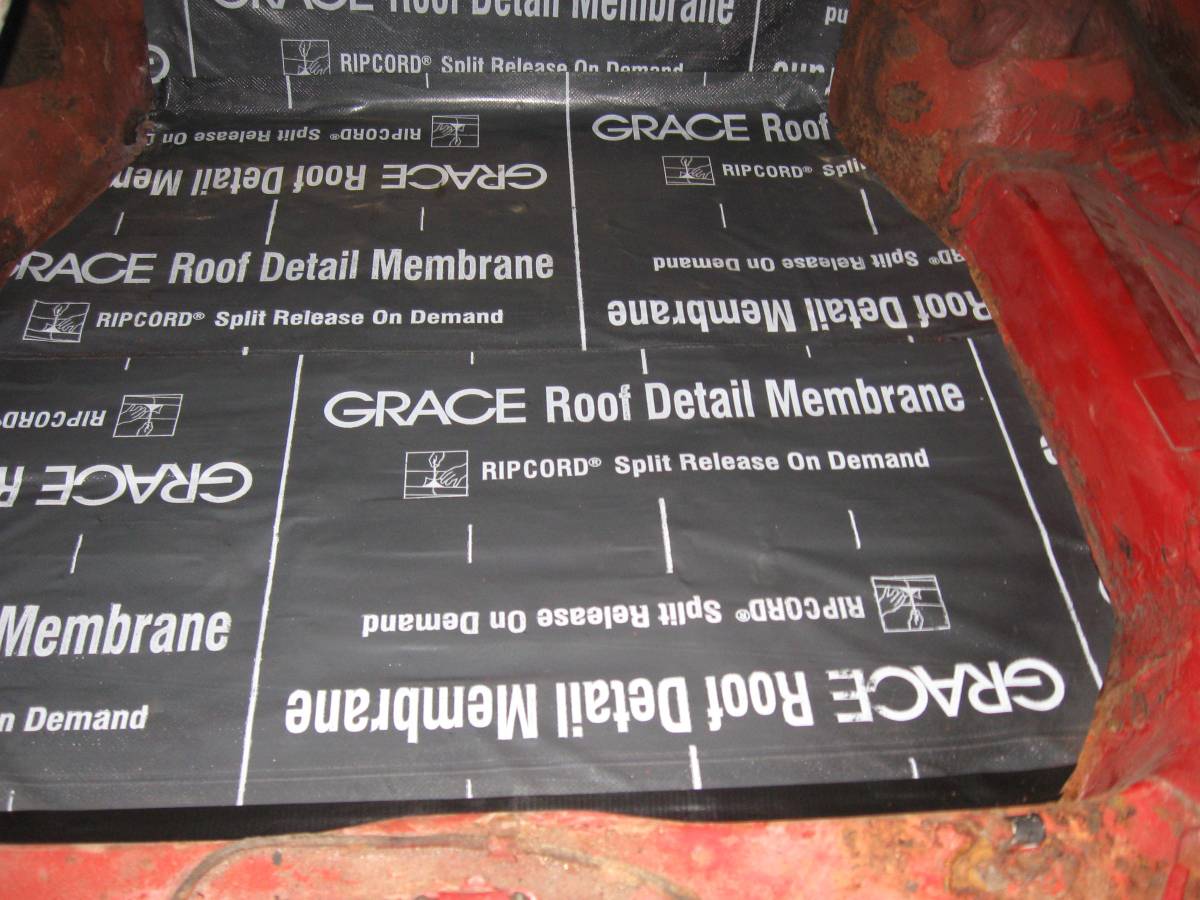 GRACE Roof Detail Membrane
RIPCORD® Split Release On Demand
RIPCORD® Split Release On
GRACE Roof
GRACE Roof Detail
RIPCORD®
GRACE Roof Detail Membrane
Split Release On Demand
RIPCORD® Split Release On Demand
Roof Detail Membrane
RIPCORD®
GRACE Roof Detail Membrane
GRACE
RIPCORD® Split Release On Demand
Membrane
RIPCORD® Split Release On Demand
Demand
GRACE Roof Detail Membrane